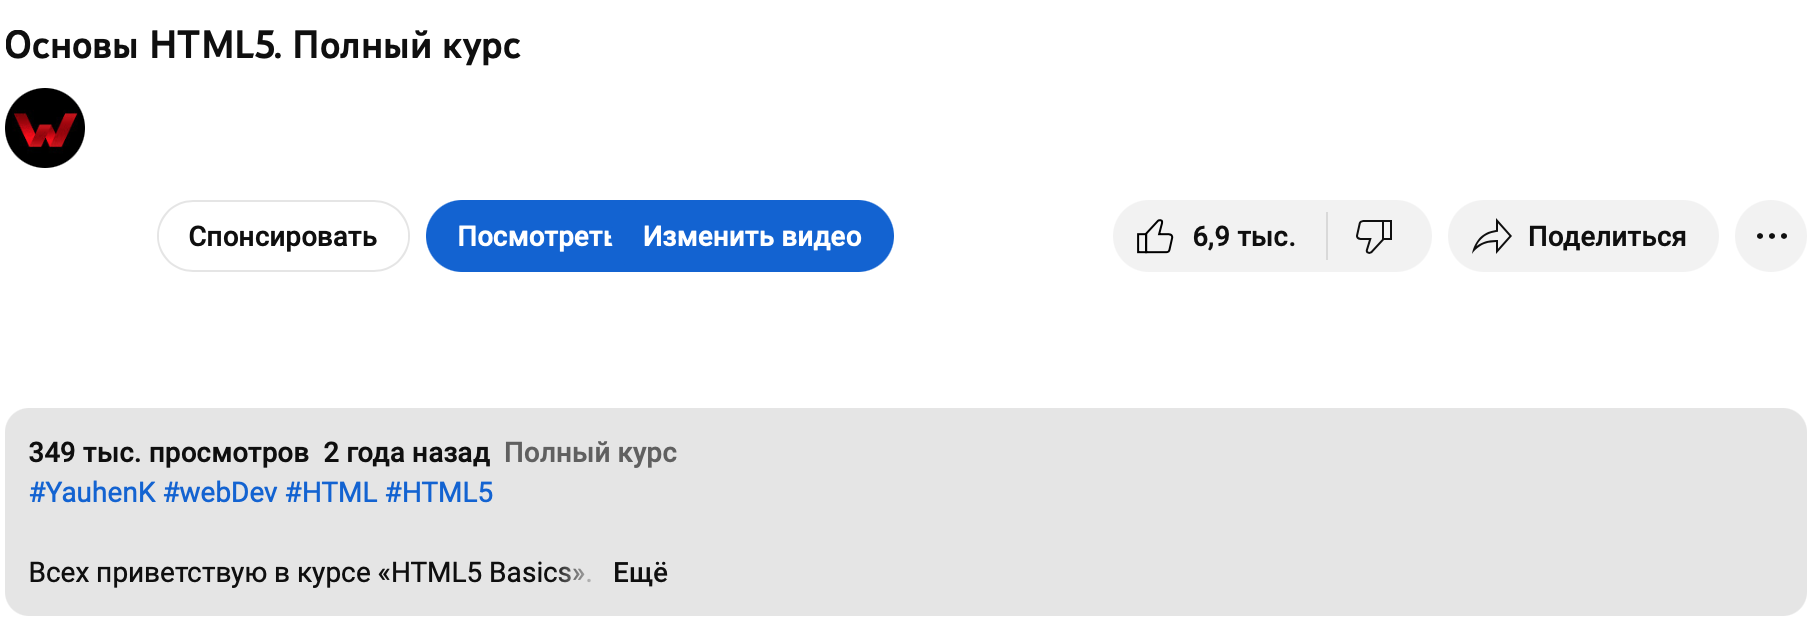 Основы HTML5. Полный курс
Спонсировать Посмотреть Изменить видео 6,9 тыс. Поделиться
349 тыс. просмотров 2 года назад Полный курс
#YauhenK #webDev #HTML #HTML5
Всех приветствую в курсе «HTML5 Basics». Ещё